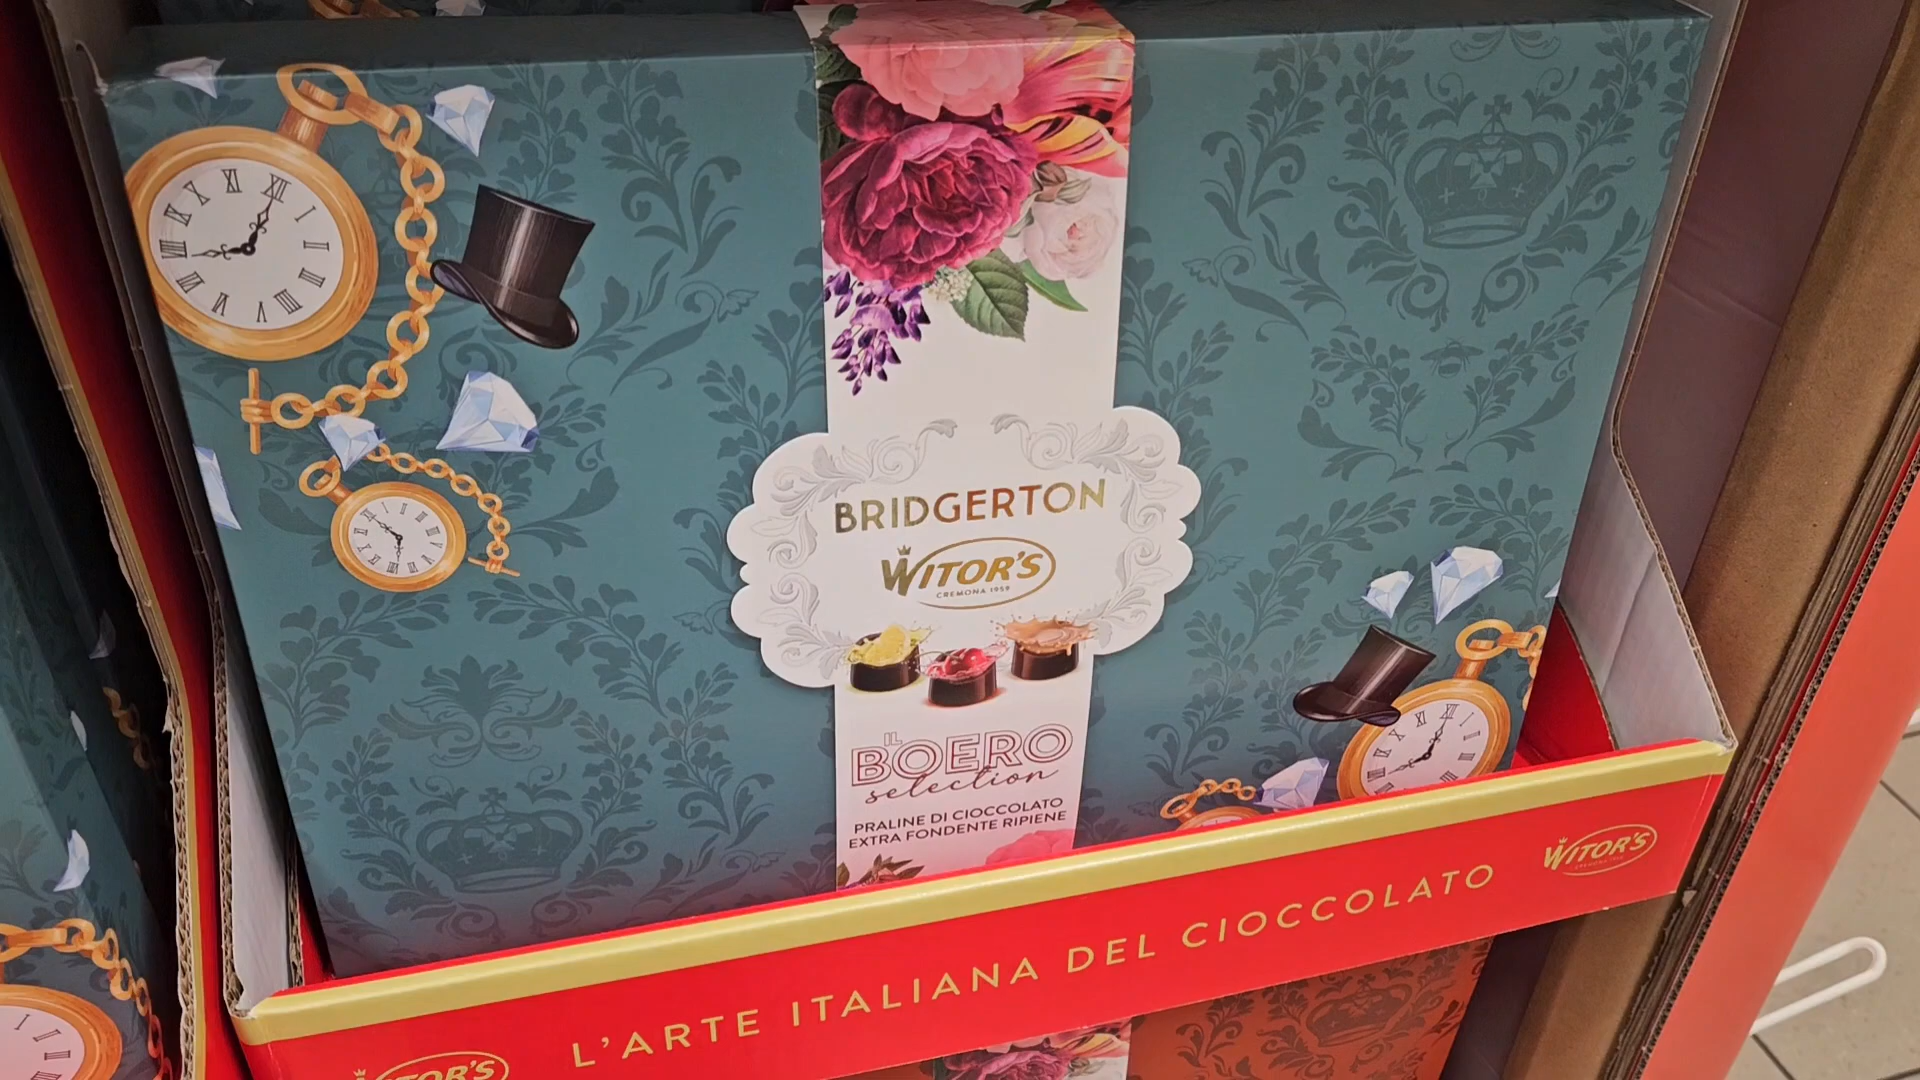 BRIDGERTON
WITOR'S
CREMONA 1959
IL
BOERO
selection
PRALINE DI CIOCCOLATO
EXTRA FONDENTE RIPIENE
WITOR'S
L'ARTE ITALIANA DEL CIOCCOLATO